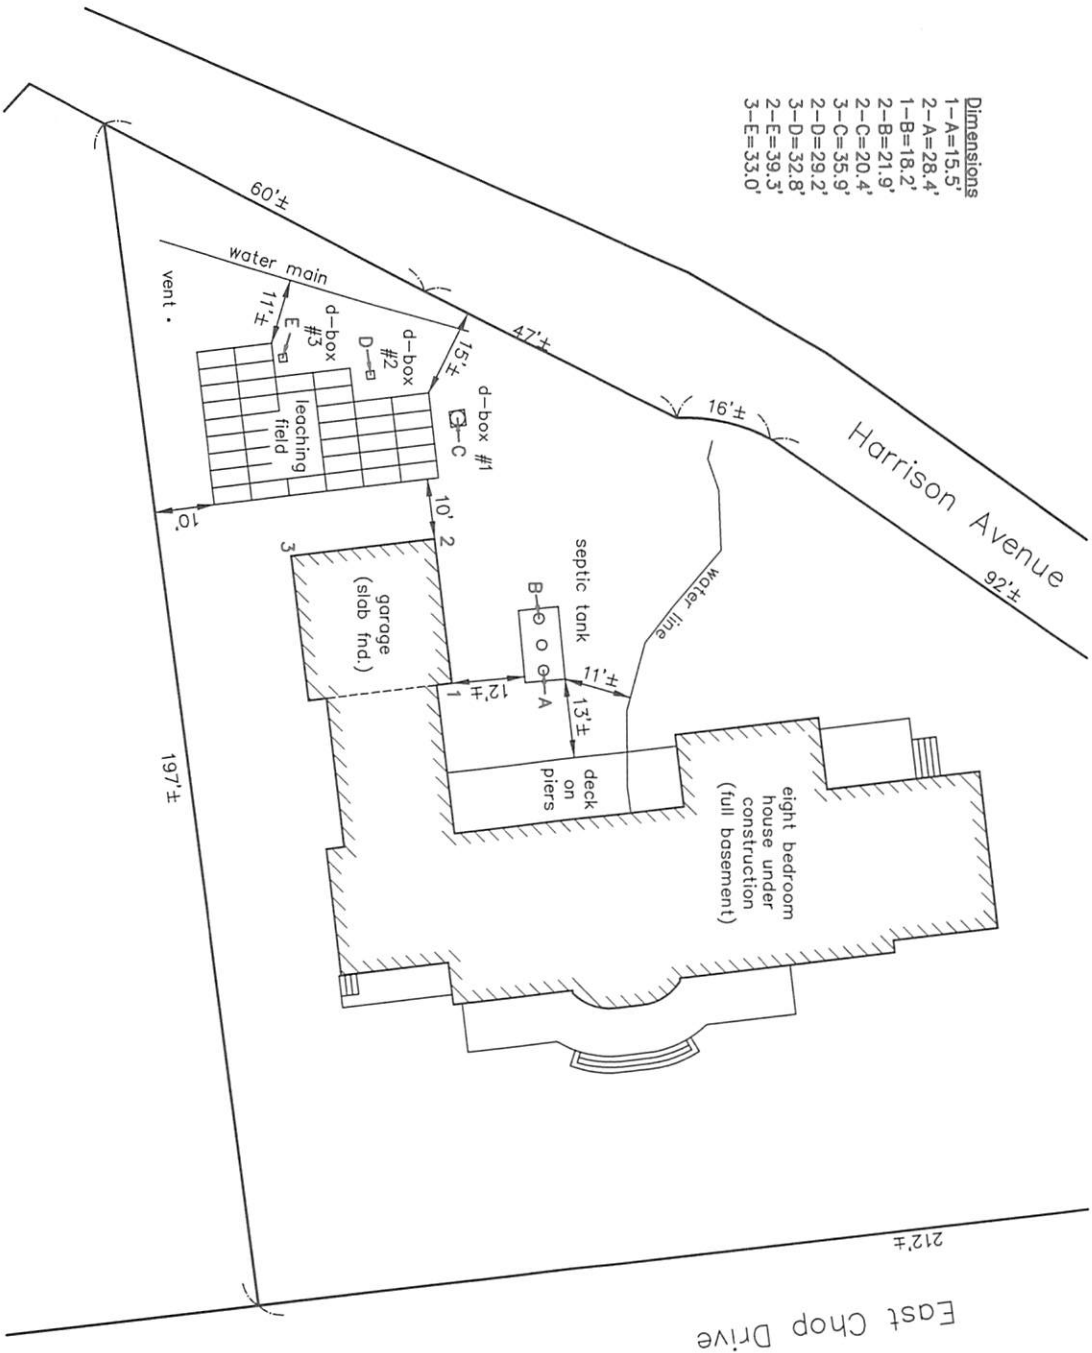 Dimensions
1-A=15.5'
2-A=28.4'
1-B=18.2'
2-B=21.9'
2-C=20.4'
3-C=35.9'
2-D=29.2'
3-D=32.8'
2-E=39.3'
3-E=33.0'
Harrison Avenue
92'±
16'±
47'±
60'±
water main
vent
11'±
15'±
d-box
#3
E
d-box
#2
D
d-box #1
C
leaching
field
10'
10'
2
3
1
garage
(slab fnd.)
septic tank
B
A
12'±
13'±
11'±
water line
deck
on
piers
eight bedroom
house under
construction
(full basement)
197'±
212'±
East Chop Drive